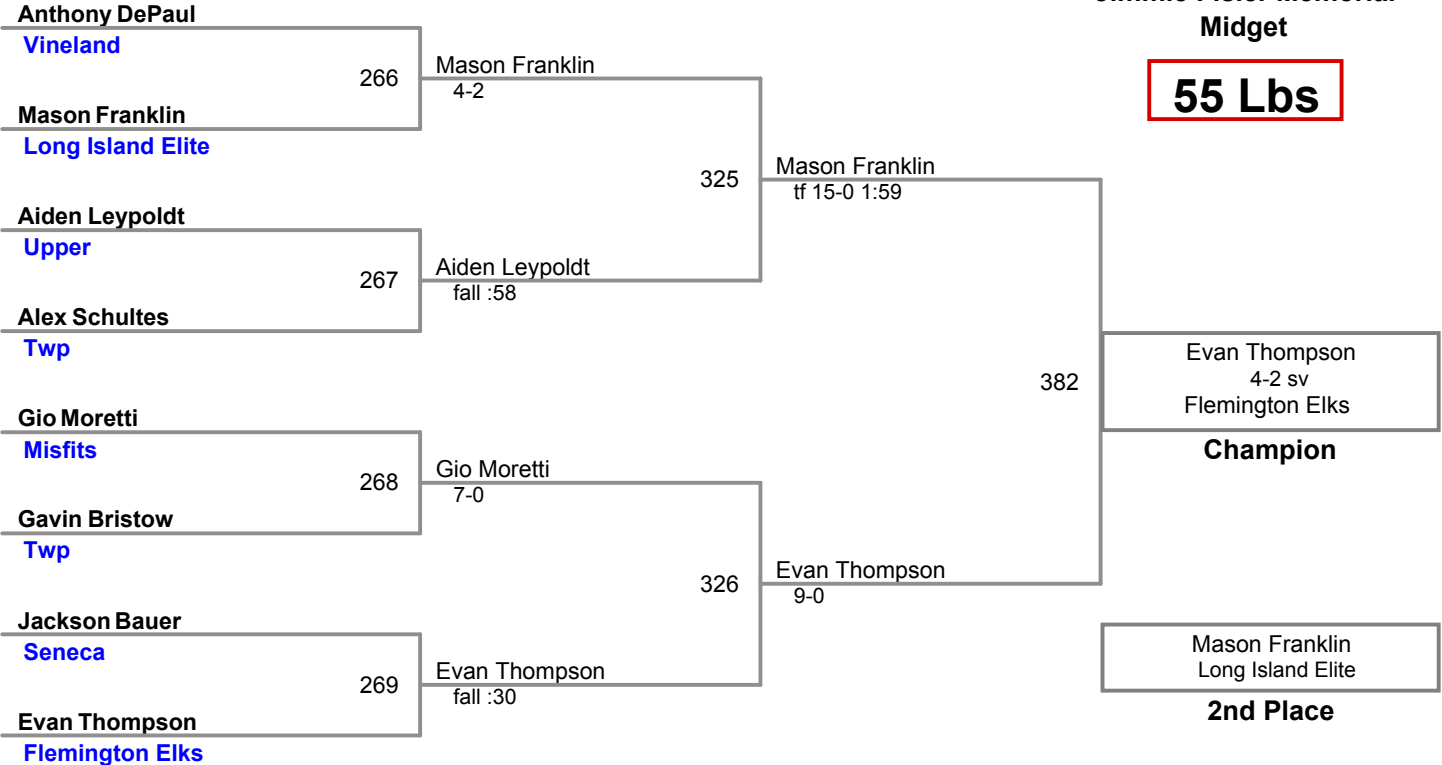 Midget
55 Lbs
Anthony DePaul
Vineland
266
Mason Franklin
4-2
Mason Franklin
Long Island Elite
325
Mason Franklin
tf 15-0 1:59
Aiden Leypoldt
Upper
267
Aiden Leypoldt
fall :58
Alex Schultes
Twp
382
Evan Thompson
4-2 sv
Flemington Elks
Champion
Gio Moretti
Misfits
268
Gio Moretti
7-0
Gavin Bristow
Twp
326
Evan Thompson
9-0
Jackson Bauer
Seneca
269
Evan Thompson
fall :30
Evan Thompson
Flemington Elks
Mason Franklin
Long Island Elite
2nd Place